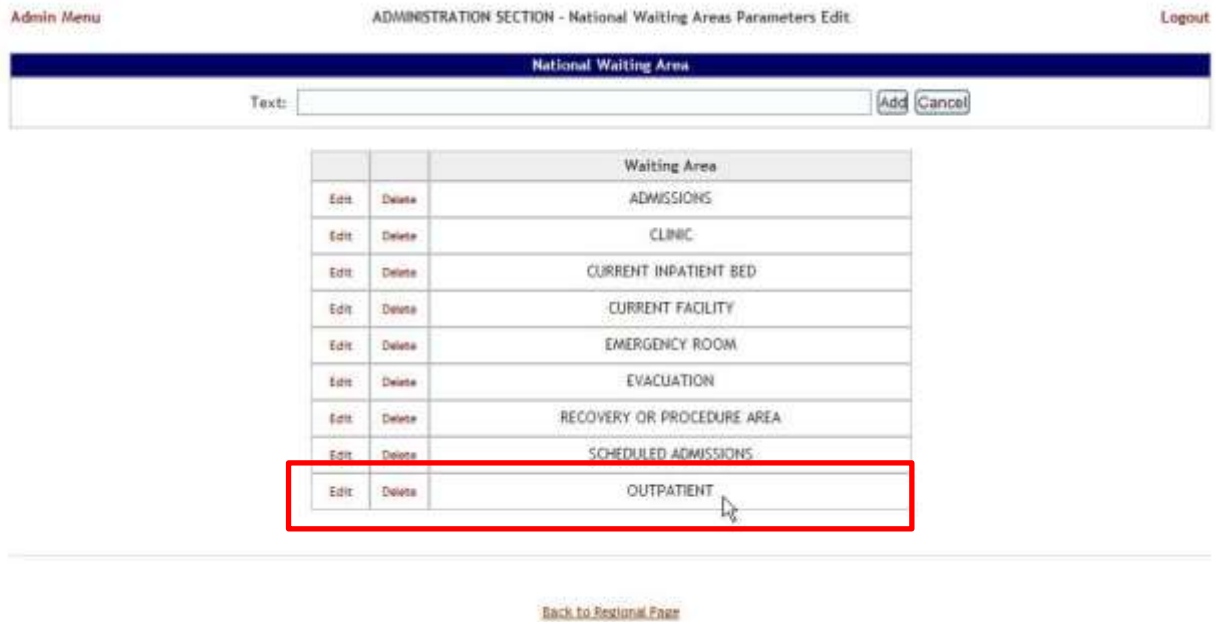 Admin Menu ADMINISTRATION SECTION - National Waiting Areas Parameters Edit Logout
National Waiting Area
Text: Add Cancel
Waiting Area
Edit Delete ADMISSIONS
Edit Delete CLINIC
Edit Delete CURRENT INPATIENT BED
Edit Delete CURRENT FACILITY
Edit Delete EMERGENCY ROOM
Edit Delete EVACUATION
Edit Delete RECOVERY OR PROCEDURE AREA
Edit Delete SCHEDULED ADMISSIONS
Edit Delete OUTPATIENT
Back to Regional Page